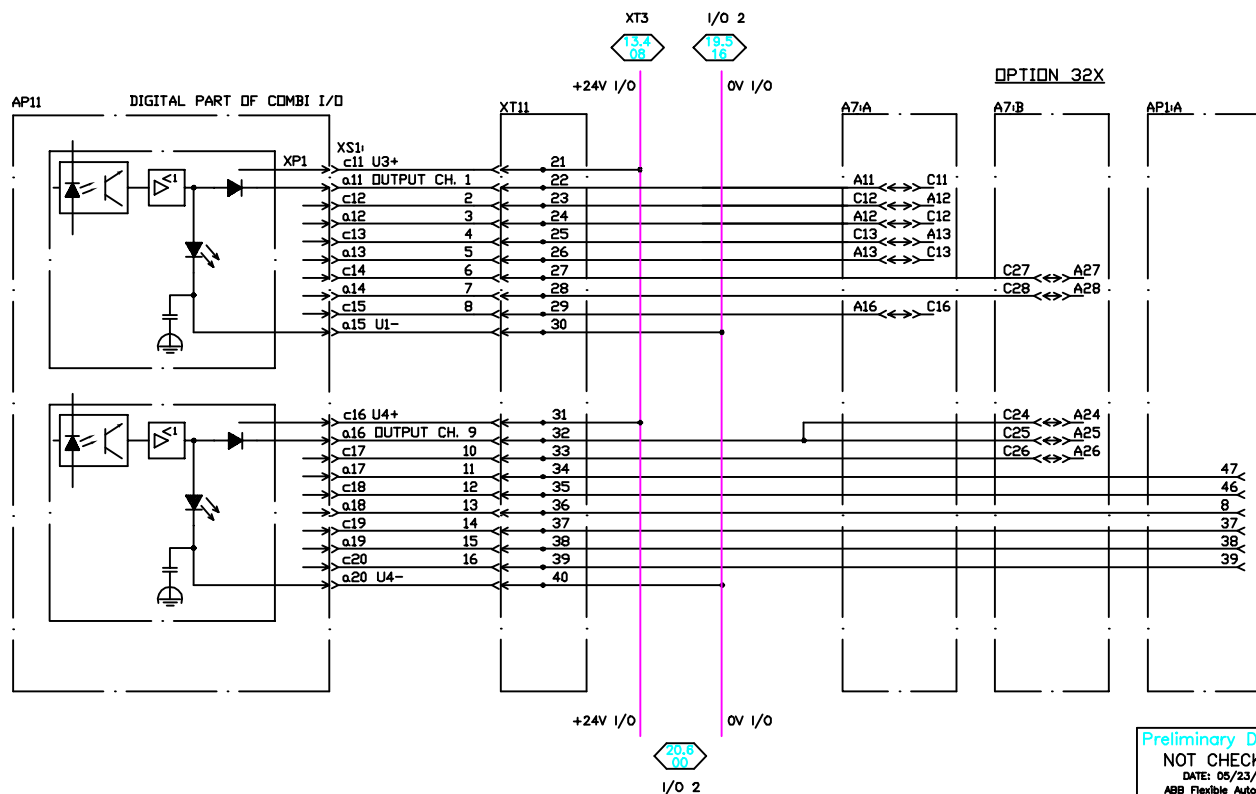 XT3 I/O 2
13.4 19.5
08 16
OPTION 32X
+24V I/O 0V I/O
AP11 DIGITAL PART OF COMBI I/O XT11 A7:A A7:B AP1:A
XS1:
XP1 c11 U3+ 21
<1 a11 OUTPUT CH. 1 22 A11 C11
c12 2 23 C12 A12
a12 3 24 A12 C12
c13 4 25 C13 A13
a13 5 26 A13 C13
c14 6 27 C27 A27
a14 7 28 C28 A28
c15 8 29 A16 C16
a15 U1- 30
c16 U4+ 31 C24 A24
<1 a16 OUTPUT CH. 9 32 C25 A25
c17 10 33 C26 A26
a17 11 34 47
c18 12 35 46
a18 13 36 8
c19 14 37 37
a19 15 38 38
c20 16 39 39
a20 U4- 40
+24V I/O 0V I/O
20.6
00
I/O 2
Preliminary D
NOT CHECK
DATE: 05/23/
ABB Flexible Auto